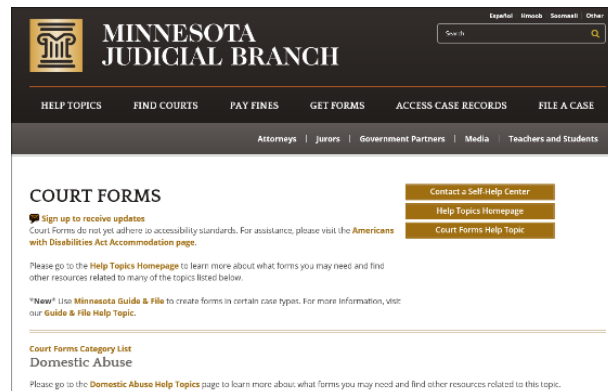 Español Hmoob Soomaali Other
MINNESOTA
JUDICIAL BRANCH
Search
HELP TOPICS FIND COURTS PAY FINES GET FORMS ACCESS CASE RECORDS FILE A CASE
Attorneys | Jurors | Government Partners | Media | Teachers and Students
COURT FORMS
Contact a Self-Help Center
Help Topics Homepage
Court Forms Help Topic
Sign up to receive updates
Court Forms do not yet adhere to accessibility standards. For assistance, please visit the Americans
with Disabilities Act Accommodation page.
Please go to the Help Topics Homepage to learn more about what forms you may need and find
other resources related to many of the topics listed below.
*New* Use Minnesota Guide & File to create forms in certain case types. For more information, visit
our Guide & File Help Topic.
Court Forms Category List
Domestic Abuse
Please go to the Domestic Abuse Help Topics page to learn more about what forms you may need and find other resources related to this topic.